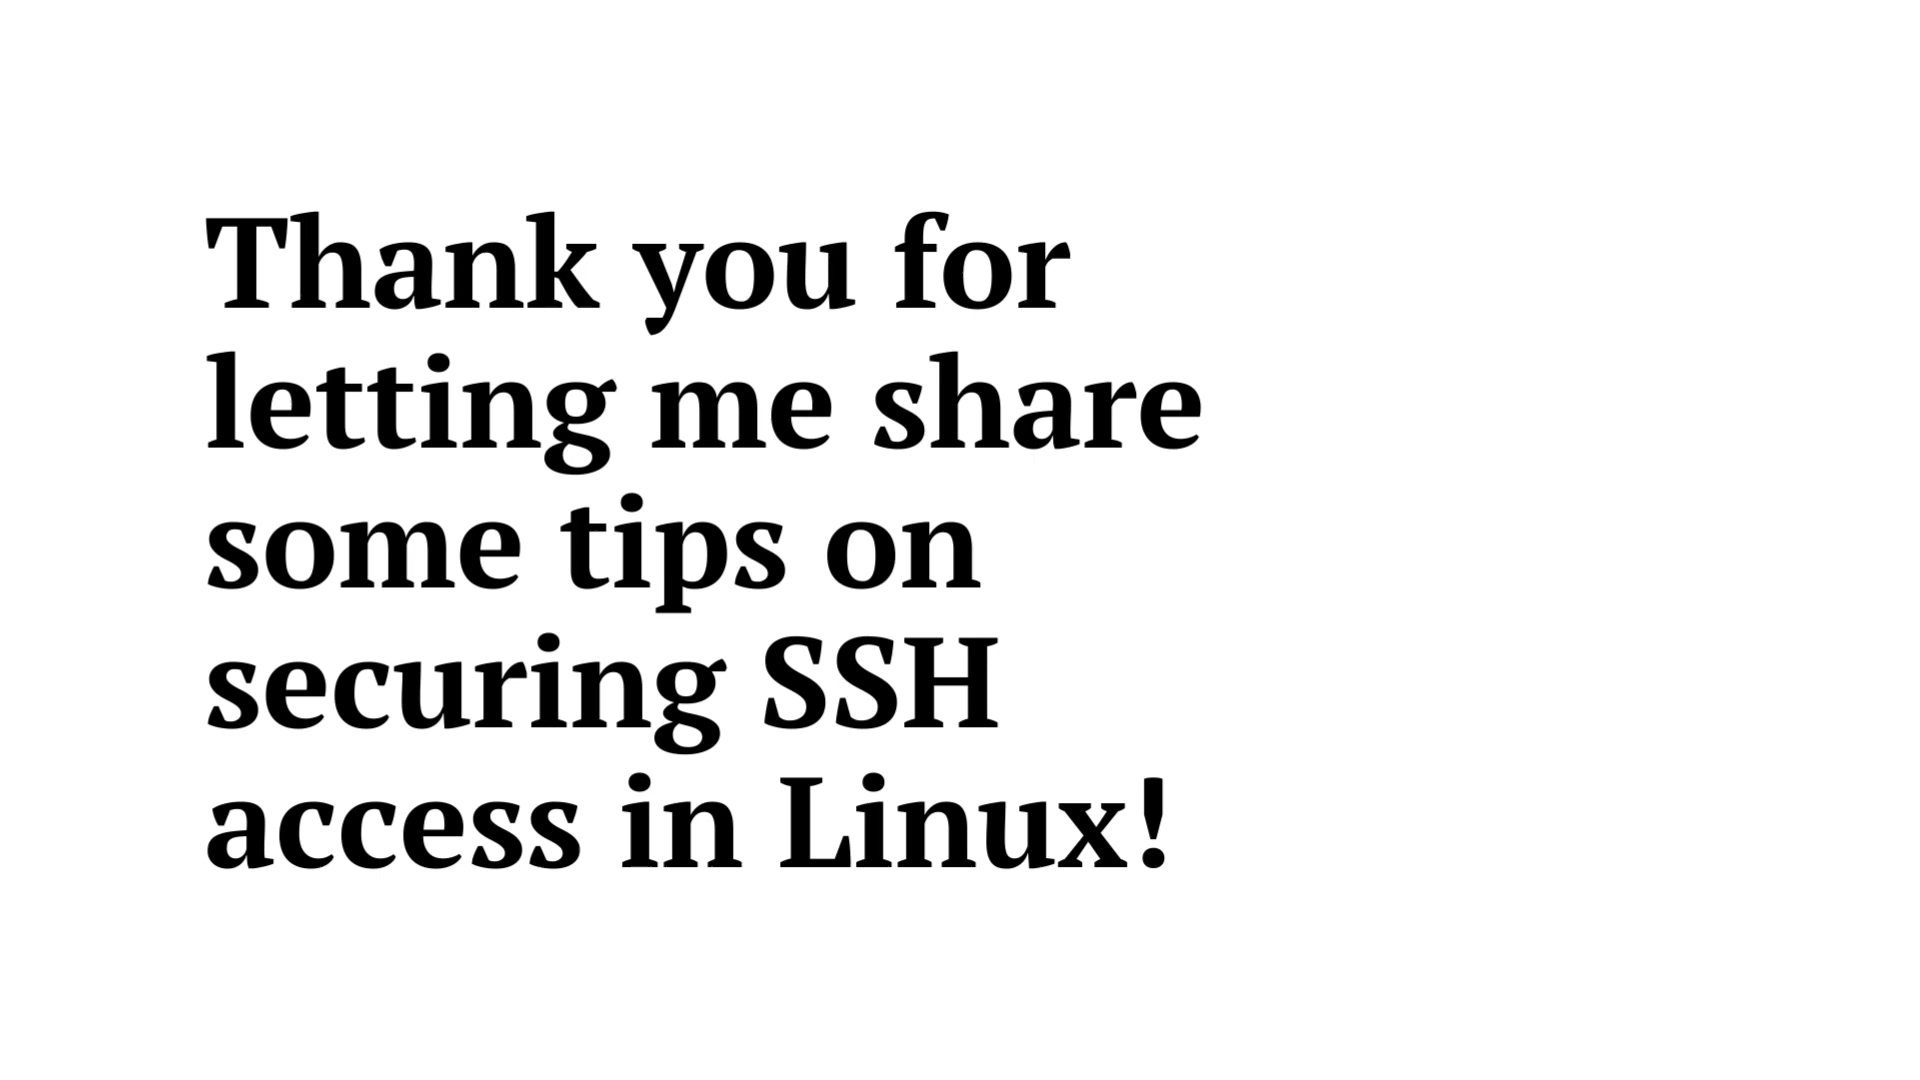 Thank you for
letting me share
some tips on
securing SSH
access in Linux!